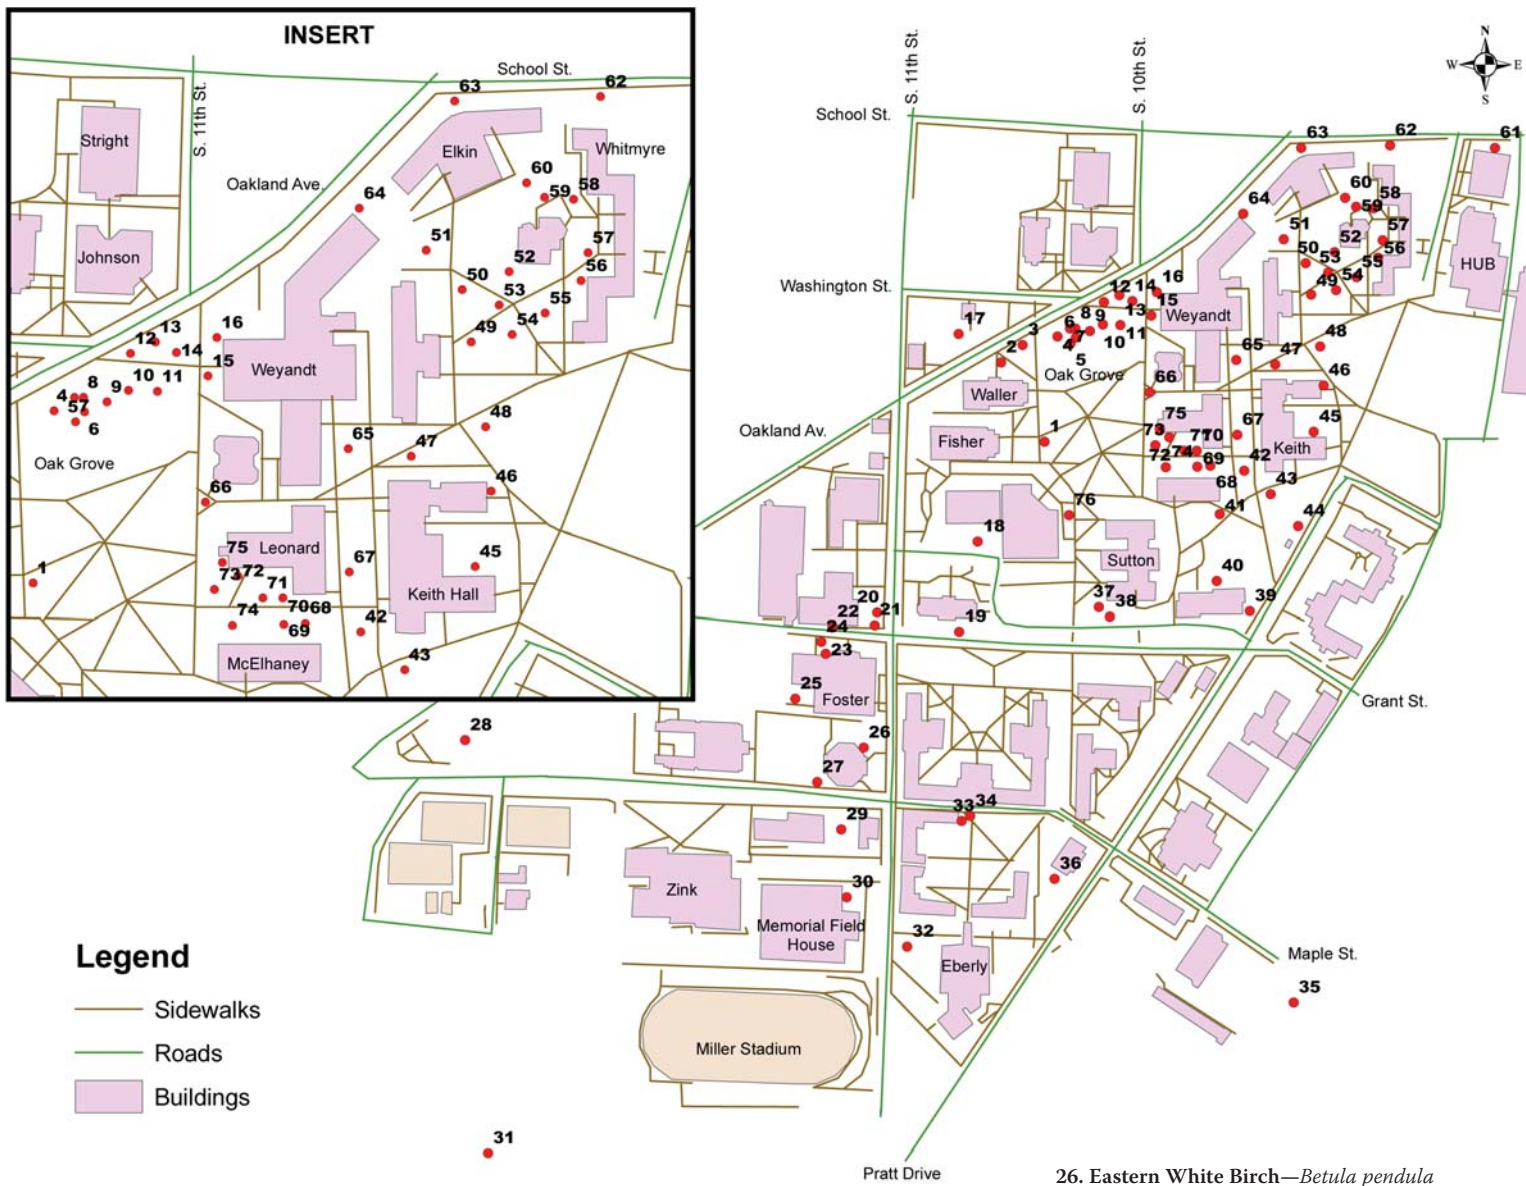 INSERT
School St.
63
62
S. 11th St.
Stright
Elkin
Whitmyre
60
59
58
Oakland Ave.
64
51
57
Johnson
52
56
50
53
55
16
13
12
14
49
54
15
Weyandt
8
10
11
4
9
57
6
48
Oak Grove
65
47
66
46
75
Leonard
67
45
1
73
72
71
Keith Hall
74
70
68
42
69
McElhaney
43
S. 11th St.
S. 10th St.
N
W
E
S
School St.
63
62
61
60
58
59
64
51
57
52
HUB
50
53
56
55
54
49
Washington St.
16
12
14
15
13
17
3
6
8
9
Weyandt
7
10
11
4
2
5
48
65
47
Oak Grove
46
66
Waller
75
Oakland Av.
1
73
71
70
67
45
Fisher
Keith
72
74
69
42
68
43
76
41
44
18
Sutton
40
20
37
38
39
22
21
24
19
23
25
Foster
Grant St.
28
26
27
29
33
34
36
Zink
30
Memorial Field
House
32
Eberly
Maple St.
35
Legend
Sidewalks
Roads
Buildings
Miller Stadium
31
Pratt Drive
26. Eastern White Birch—Betula pendula